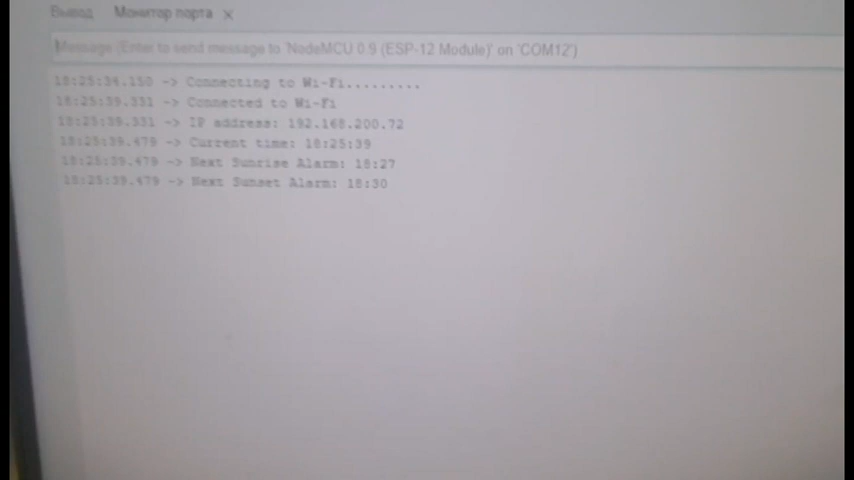 Вывод Монитор порта ×
Message (Enter to send message to 'NodeMCU 0.9 (ESP-12 Module)' on 'COM12')
18:25:34.150 -> Connecting to Wi-Fi.........
18:25:39.331 -> Connected to Wi-Fi
18:25:39.331 -> IP address: 192.168.200.72
18:25:39.479 -> Current time: 18:25:39
18:25:39.479 -> Next Sunrise Alarm: 18:27
18:25:39.479 -> Next Sunset Alarm: 18:30